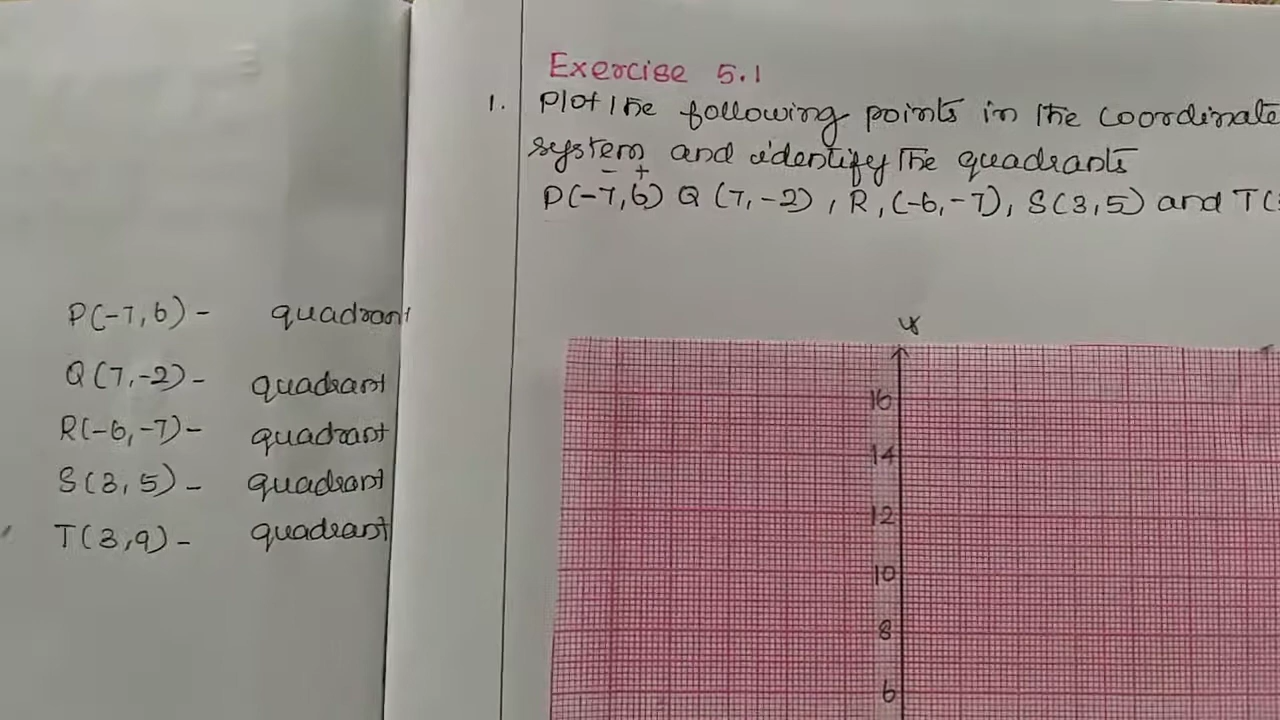 Exercise 5.1
1. Plot the following points in the coordinate
system and identify the quadrants
- +
P(-7,6) Q (7,-2) , R, (-6,-7), S(3,5) and T(
P(-7,6) - quadrant
Q(7,-2) - quadrant
R(-6,-7) - quadrant
S(3,5) - quadrant
T(3,9) - quadrant
y
16
14
12
10
8
6